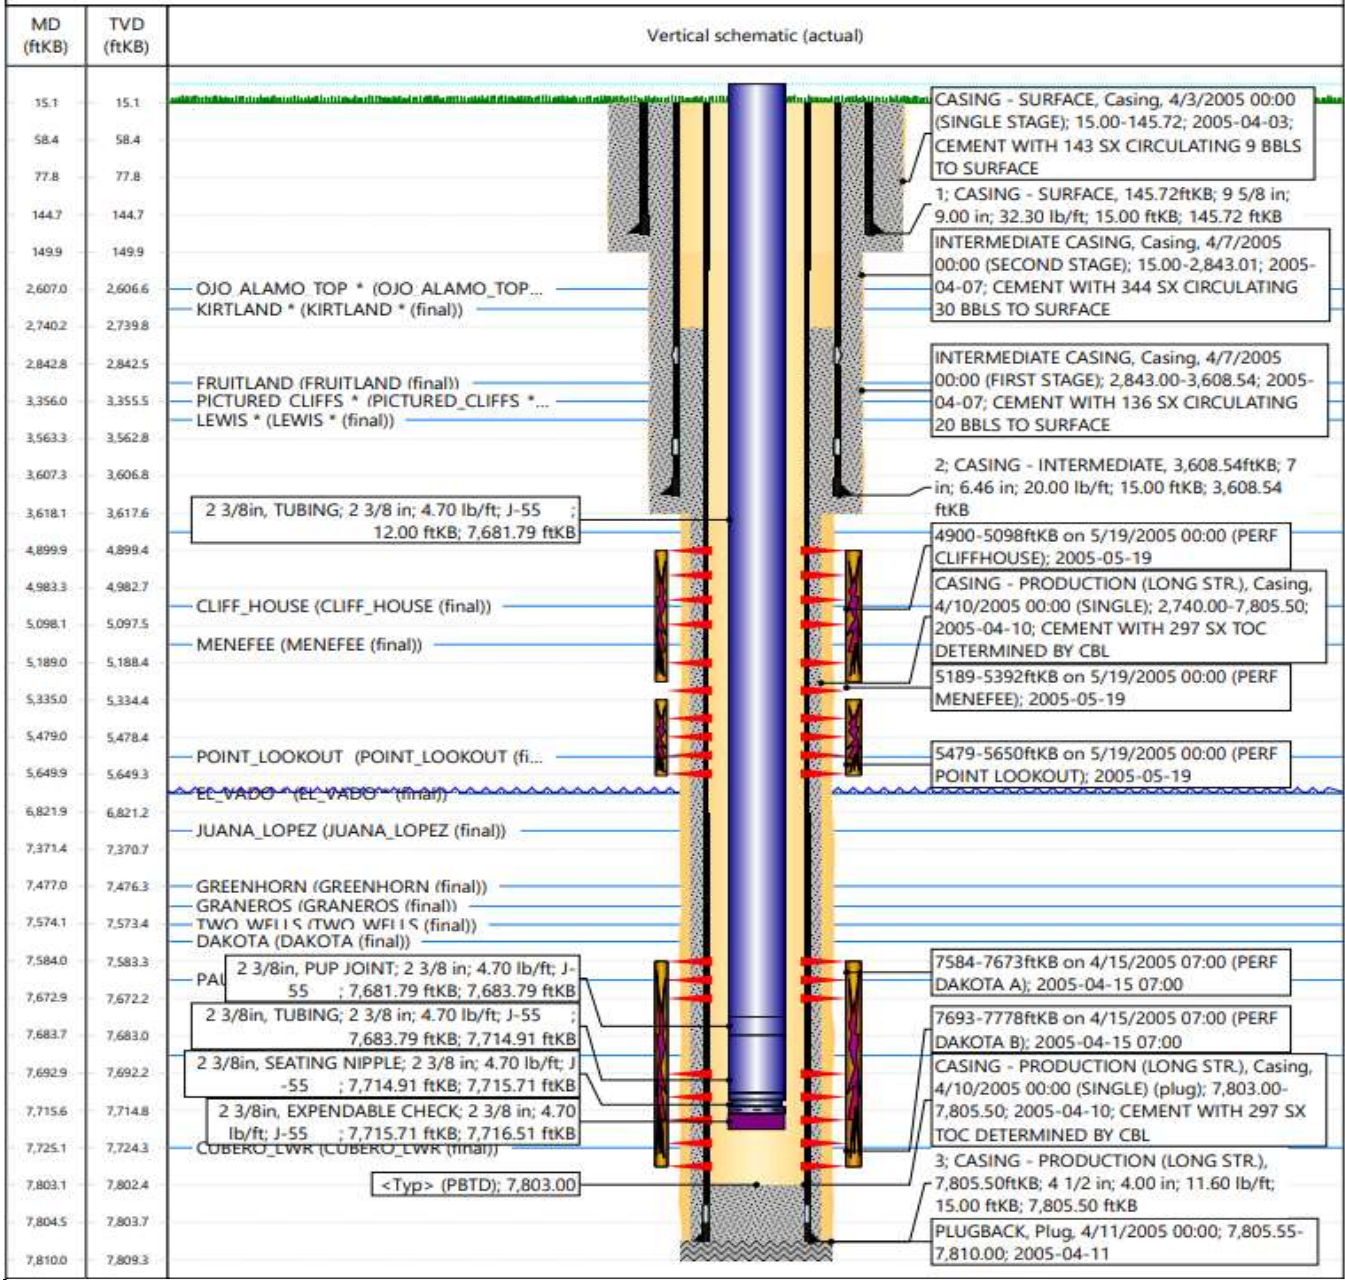 MD
(ftKB)
TVD
(ftKB)
Vertical schematic (actual)
15.1 15.1
58.4 58.4
77.8 77.8
144.7 144.7
149.9 149.9
2,607.0 2,606.6
2,740.2 2,739.8
2,842.8 2,842.5
3,356.0 3,355.5
3,563.3 3,562.8
3,607.3 3,606.8
3,618.1 3,617.6
4,899.9 4,899.4
4,983.3 4,982.7
5,098.1 5,097.5
5,189.0 5,188.4
5,335.0 5,334.4
5,479.0 5,478.4
5,649.9 5,649.3
6,821.9 6,821.2
7,371.4 7,370.7
7,477.0 7,476.3
7,574.1 7,573.4
7,584.0 7,583.3
7,672.9 7,672.2
7,683.7 7,683.0
7,692.9 7,692.2
7,715.6 7,714.8
7,725.1 7,724.3
7,803.1 7,802.4
7,804.5 7,803.7
7,810.0 7,809.3
OJO_ALAMO_TOP * (OJO_ALAMO_TOP...
KIRTLAND * (KIRTLAND * (final))
FRUITLAND (FRUITLAND (final))
PICTURED_CLIFFS * (PICTURED_CLIFFS *...
LEWIS * (LEWIS * (final))
2 3/8in, TUBING; 2 3/8 in; 4.70 lb/ft; J-55 ;
12.00 ftKB; 7,681.79 ftKB
CLIFF_HOUSE (CLIFF_HOUSE (final))
MENEFEE (MENEFEE (final))
POINT_LOOKOUT (POINT_LOOKOUT (fi...
EL_VADO * (EL_VADO * (final))
JUANA_LOPEZ (JUANA_LOPEZ (final))
GREENHORN (GREENHORN (final))
GRANEROS (GRANEROS (final))
TWO_WELLS (TWO_WELLS (final))
DAKOTA (DAKOTA (final))
2 3/8in, PUP JOINT; 2 3/8 in; 4.70 lb/ft; J-
55 ; 7,681.79 ftKB; 7,683.79 ftKB
2 3/8in, TUBING; 2 3/8 in; 4.70 lb/ft; J-55 ;
7,683.79 ftKB; 7,714.91 ftKB
2 3/8in, SEATING NIPPLE; 2 3/8 in; 4.70 lb/ft; J
-55 ; 7,714.91 ftKB; 7,715.71 ftKB
2 3/8in, EXPENDABLE CHECK; 2 3/8 in; 4.70
lb/ft; J-55 ; 7,715.71 ftKB; 7,716.51 ftKB
CUBERO_LWR (CUBERO_LWR (final))
<Typ> (PBTD); 7,803.00
CASING - SURFACE, Casing, 4/3/2005 00:00
(SINGLE STAGE); 15.00-145.72; 2005-04-03;
CEMENT WITH 143 SX CIRCULATING 9 BBLS
TO SURFACE
1; CASING - SURFACE, 145.72ftKB; 9 5/8 in;
9.00 in; 32.30 lb/ft; 15.00 ftKB; 145.72 ftKB
INTERMEDIATE CASING, Casing, 4/7/2005
00:00 (SECOND STAGE); 15.00-2,843.01; 2005-
04-07; CEMENT WITH 344 SX CIRCULATING
30 BBLS TO SURFACE
INTERMEDIATE CASING, Casing, 4/7/2005
00:00 (FIRST STAGE); 2,843.00-3,608.54; 2005-
04-07; CEMENT WITH 136 SX CIRCULATING
20 BBLS TO SURFACE
2; CASING - INTERMEDIATE, 3,608.54ftKB; 7
in; 6.46 in; 20.00 lb/ft; 15.00 ftKB; 3,608.54
ftKB
4900-5098ftKB on 5/19/2005 00:00 (PERF
CLIFFHOUSE); 2005-05-19
CASING - PRODUCTION (LONG STR.), Casing,
4/10/2005 00:00 (SINGLE); 2,740.00-7,805.50;
2005-04-10; CEMENT WITH 297 SX TOC
DETERMINED BY CBL
5189-5392ftKB on 5/19/2005 00:00 (PERF
MENEFEE); 2005-05-19
5479-5650ftKB on 5/19/2005 00:00 (PERF
POINT LOOKOUT); 2005-05-19
7584-7673ftKB on 4/15/2005 07:00 (PERF
DAKOTA A); 2005-04-15 07:00
7693-7778ftKB on 4/15/2005 07:00 (PERF
DAKOTA B); 2005-04-15 07:00
CASING - PRODUCTION (LONG STR.), Casing,
4/10/2005 00:00 (SINGLE) (plug); 7,803.00-
7,805.50; 2005-04-10; CEMENT WITH 297 SX
TOC DETERMINED BY CBL
3; CASING - PRODUCTION (LONG STR.),
7,805.50ftKB; 4 1/2 in; 4.00 in; 11.60 lb/ft;
15.00 ftKB; 7,805.50 ftKB
PLUGBACK, Plug, 4/11/2005 00:00; 7,805.55-
7,810.00; 2005-04-11